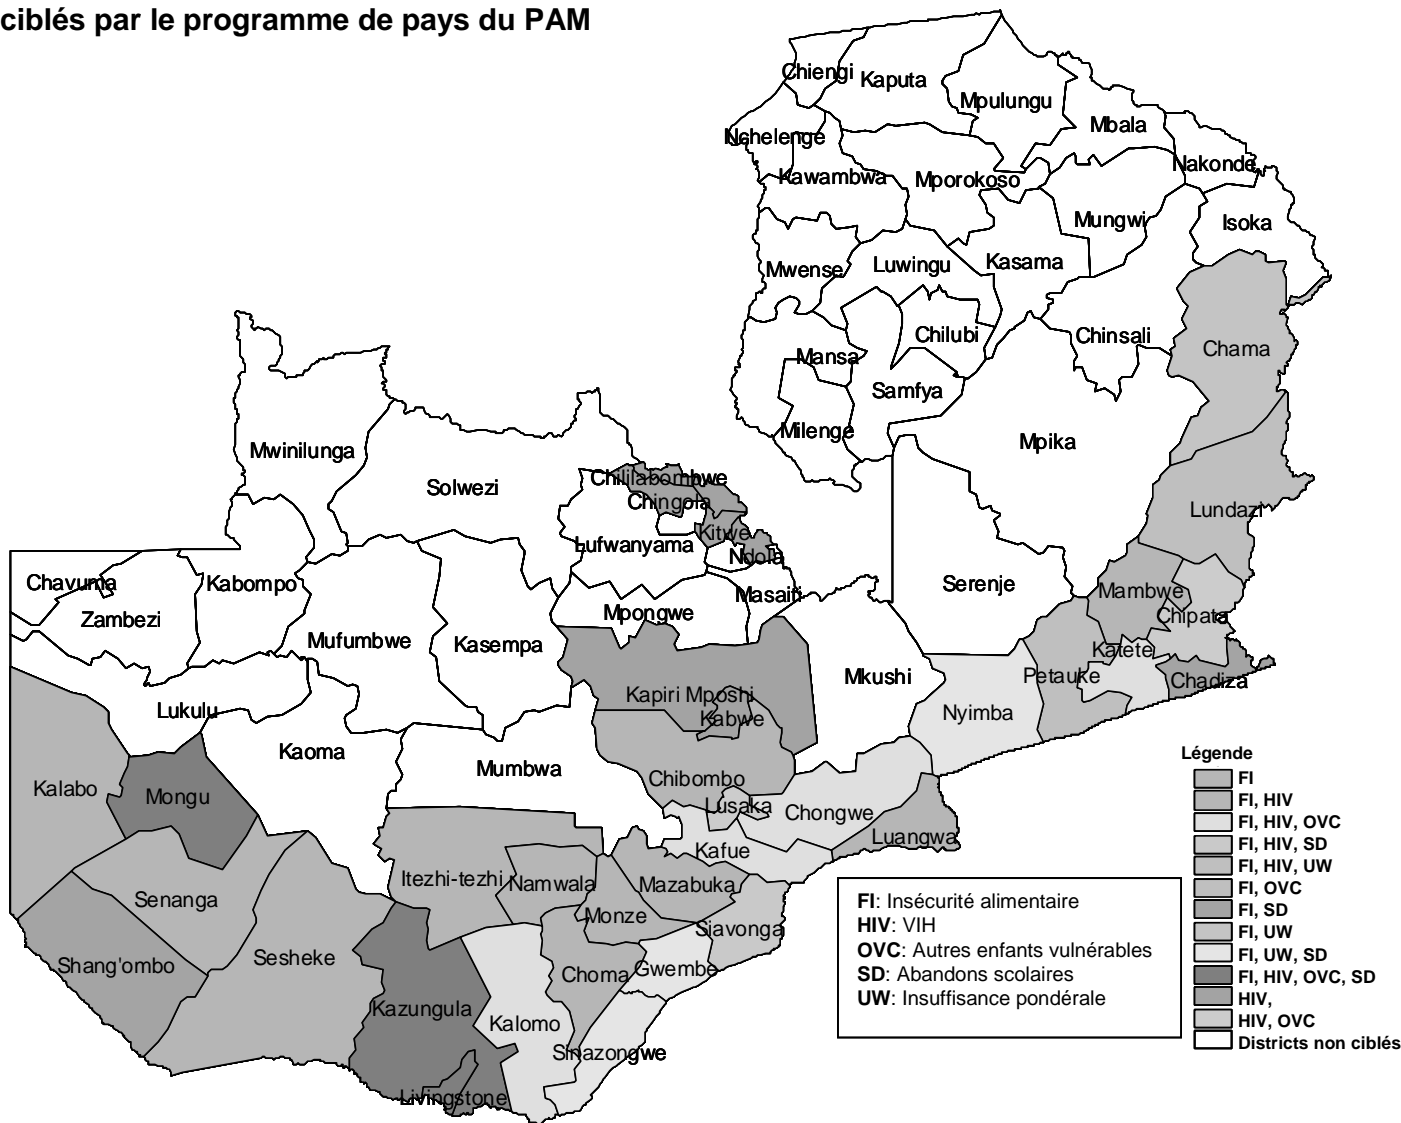 ciblés par le programme de pays du PAM
Chiengi
Kaputa
Mpulungu
Mbala
Nchelenge
Nakonde
Kawambwa
Mporokoso
Mungwi
Isoka
Mwense
Luwingu
Kasama
Chilubi
Chinsali
Chama
Mansa
Samfya
Milenge
Mpika
Mwinilunga
Solwezi
Chililabombwe
Chingola
Lundazi
Kitwe
Lufwanyama
Ndola
Chavuma
Kabompo
Serenje
Mambwe
Zambezi
Mpongwe
Masaiti
Chipata
Mufumbwe
Kasempa
Katete
Mkushi
Petauke
Chadiza
Kapiri Mposhi
Lukulu
Kabwe
Nyimba
Kaoma
Mumbwa
Chibombo
Kalabo
Mongu
Lusaka
Chongwe
Luangwa
Kafue
Itezhi-tezhi
Namwala
Mazabuka
Senanga
Monze
Siavonga
Shang'ombo
Sesheke
Choma
Gwembe
Kazungula
Kalomo
Sinazongwe
Livingstone
FI: Insécurité alimentaire
HIV: VIH
OVC: Autres enfants vulnérables
SD: Abandons scolaires
UW: Insuffisance pondérale
Légende
FI
FI, HIV
FI, HIV, OVC
FI, HIV, SD
FI, HIV, UW
FI, OVC
FI, SD
FI, UW
FI, UW, SD
FI, HIV, OVC, SD
HIV,
HIV, OVC
Districts non ciblés